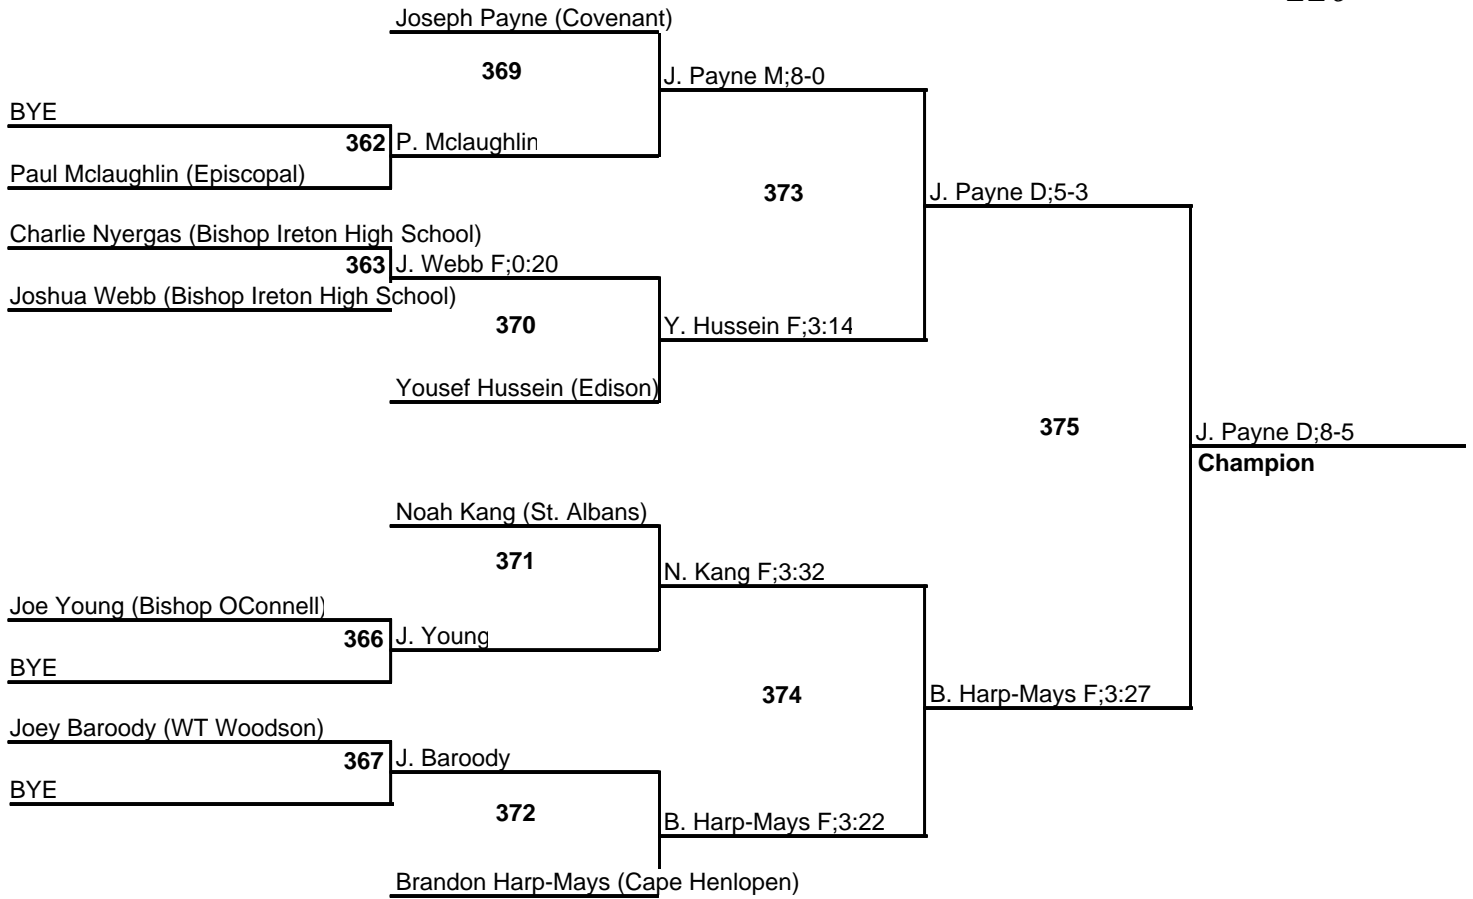 Joseph Payne (Covenant)
369
J. Payne M;8-0
BYE
362
P. Mclaughlin
Paul Mclaughlin (Episcopal)
373
J. Payne D;5-3
Charlie Nyergas (Bishop Ireton High School)
363
J. Webb F;0:20
Joshua Webb (Bishop Ireton High School)
370
Y. Hussein F;3:14
Yousef Hussein (Edison)
375
J. Payne D;8-5
Champion
Noah Kang (St. Albans)
371
N. Kang F;3:32
Joe Young (Bishop OConnell)
366
J. Young
BYE
374
B. Harp-Mays F;3:27
Joey Baroody (WT Woodson)
367
J. Baroody
BYE
372
B. Harp-Mays F;3:22
Brandon Harp-Mays (Cape Henlopen)